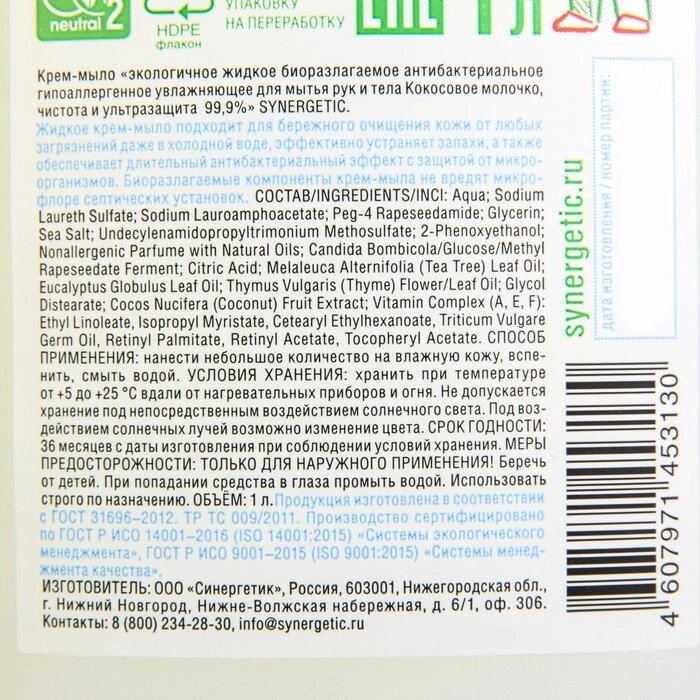 neutral 2
HDPE
флакон
УПАКОВКУ
НА ПЕРЕРАБОТКУ
1 Л
Крем-мыло «экологичное жидкое биоразлагаемое антибактериальное
гипоаллергенное увлажняющее для мытья рук и тела Кокосовое молочко,
чистота и ультразащита 99,9%» SYNERGETIC.
Жидкое крем-мыло подходит для бережного очищения кожи от любых
загрязнений даже в холодной воде, эффективно устраняет запахи, а также
обеспечивает длительный антибактериальный эффект с защитой от микро-
организмов. Биоразлагаемые компоненты крем-мыла не вредят микро-
флоре септических установок. СОСТАВ/INGREDIENTS/INCI: Aqua; Sodium
Laureth Sulfate; Sodium Lauroamphoacetate; Peg-4 Rapeseedamide; Glycerin;
Sea Salt; Undecylenamidopropyltrimonium Methosulfate; 2-Phenoxyethanol;
Nonallergenic Parfume with Natural Oils; Candida Bombicola/Glucose/Methyl
Rapeseedate Ferment; Citric Acid; Melaleuca Alternifolia (Tea Tree) Leaf Oil;
Eucalyptus Globulus Leaf Oil; Thymus Vulgaris (Thyme) Flower/Leaf Oil; Glycol
Distearate; Cocos Nucifera (Coconut) Fruit Extract; Vitamin Complex (A, E, F):
Ethyl Linoleate, Isopropyl Myristate, Cetearyl Ethylhexanoate, Triticum Vulgare
Germ Oil, Retinyl Palmitate, Retinyl Acetate, Tocopheryl Acetate. СПОСОБ
ПРИМЕНЕНИЯ: нанести небольшое количество на влажную кожу, вспе-
нить, смыть водой. УСЛОВИЯ ХРАНЕНИЯ: хранить при температуре
от +5 до +25 °С вдали от нагревательных приборов и огня. Не допускается
хранение под непосредственным воздействием солнечного света. Под воз-
действием солнечных лучей возможно изменение цвета. СРОК ГОДНОСТИ:
36 месяцев с даты изготовления при соблюдении условий хранения. МЕРЫ
ПРЕДОСТОРОЖНОСТИ: ТОЛЬКО ДЛЯ НАРУЖНОГО ПРИМЕНЕНИЯ! Беречь
от детей. При попадании средства в глаза промыть водой. Использовать
строго по назначению. ОБЪЁМ: 1 л. Продукция изготовлена в соответствии
с ГОСТ 31696–2012. ТР ТС 009/2011. Производство сертифицировано
по ГОСТ Р ИСО 14001–2016 (ISO 14001:2015) «Системы экологического
менеджмента», ГОСТ Р ИСО 9001–2015 (ISO 9001:2015) «Системы менед-
жмента качества».
ИЗГОТОВИТЕЛЬ: ООО «Синергетик», Россия, 603001, Нижегородская обл.,
г. Нижний Новгород, Нижне-Волжская набережная, д. 6/1, оф. 306.
Контакты: 8 (800) 234-28-30, info@synergetic.ru
synergetic.ru
дата изготовления / номер партии:
4 607971 453130